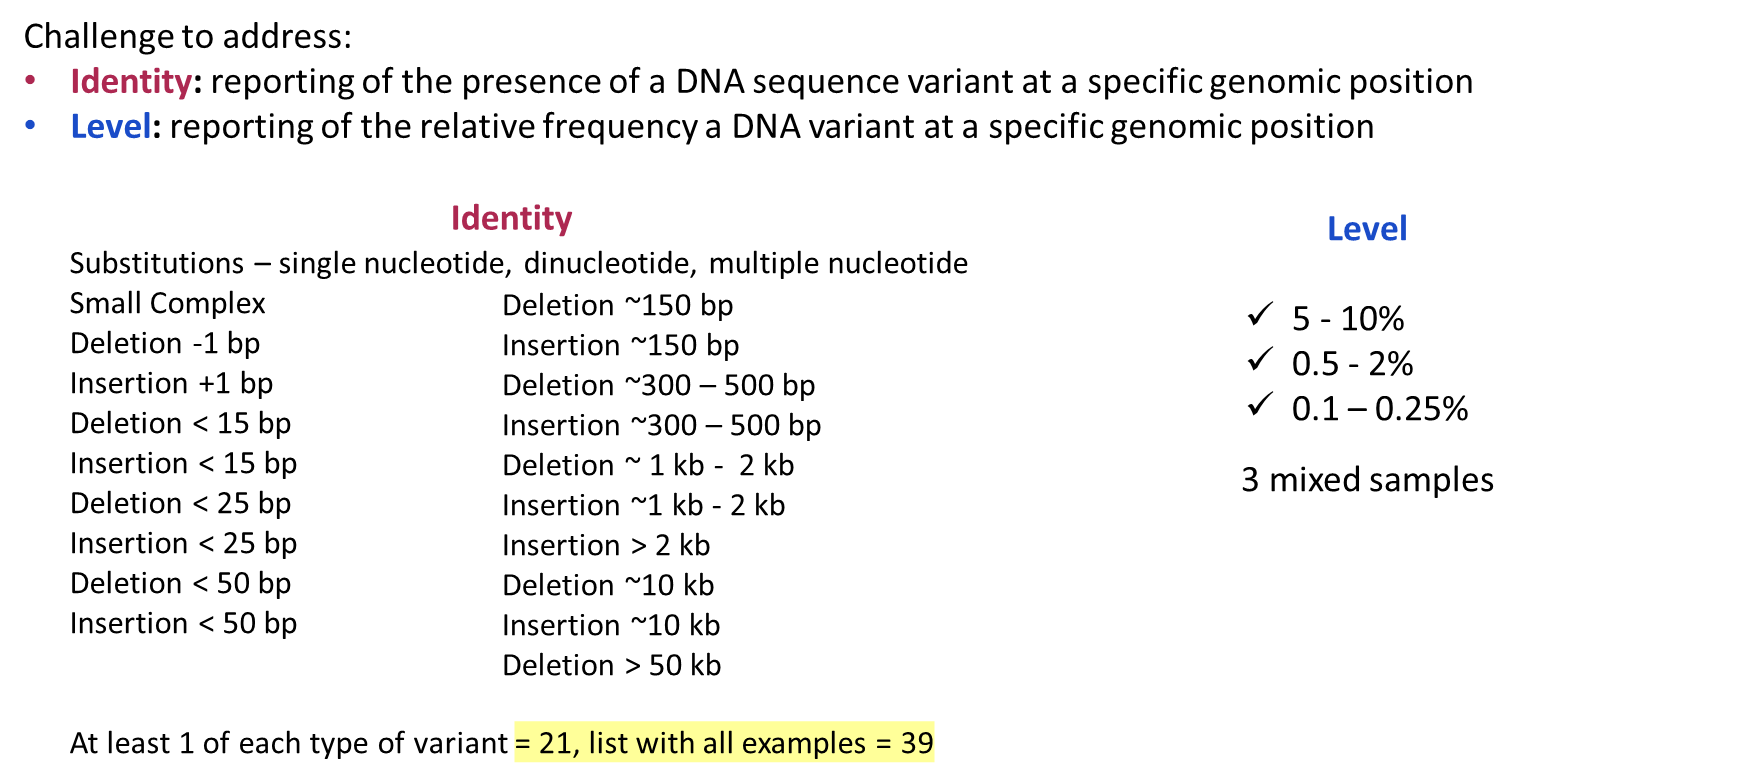 Challenge to address:
• Identity: reporting of the presence of a DNA sequence variant at a specific genomic position
• Level: reporting of the relative frequency a DNA variant at a specific genomic position
Identity
Substitutions – single nucleotide, dinucleotide, multiple nucleotide
Small Complex
Deletion -1 bp
Insertion +1 bp
Deletion < 15 bp
Insertion < 15 bp
Deletion < 25 bp
Insertion < 25 bp
Deletion < 50 bp
Insertion < 50 bp
Deletion ~150 bp
Insertion ~150 bp
Deletion ~300 – 500 bp
Insertion ~300 – 500 bp
Deletion ~ 1 kb - 2 kb
Insertion ~1 kb - 2 kb
Insertion > 2 kb
Deletion ~10 kb
Insertion ~10 kb
Deletion > 50 kb
At least 1 of each type of variant = 21, list with all examples = 39
Level
✓ 5 - 10%
✓ 0.5 - 2%
✓ 0.1 – 0.25%
3 mixed samples